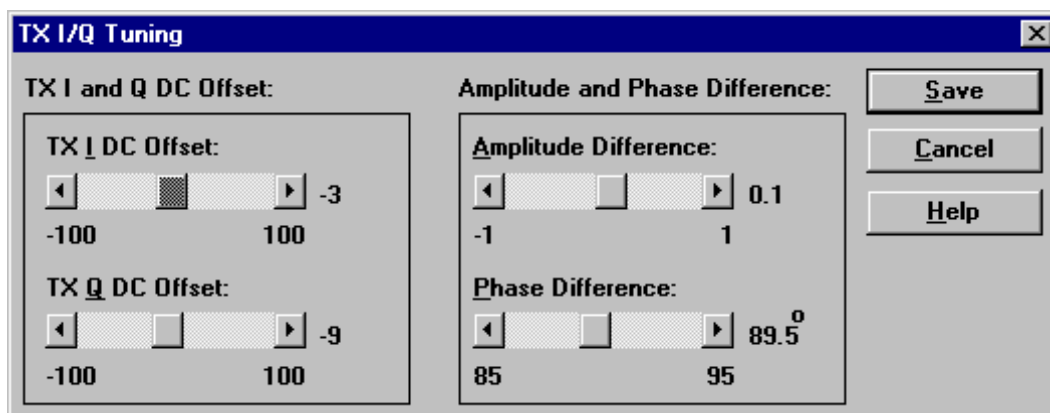 TX I/Q Tuning
TX I and Q DC Offset:
TX I DC Offset:
-3
-100 100
TX Q DC Offset:
-9
-100 100
Amplitude and Phase Difference:
Amplitude Difference:
0.1
-1 1
Phase Difference:
89.5°
85 95
Save
Cancel
Help